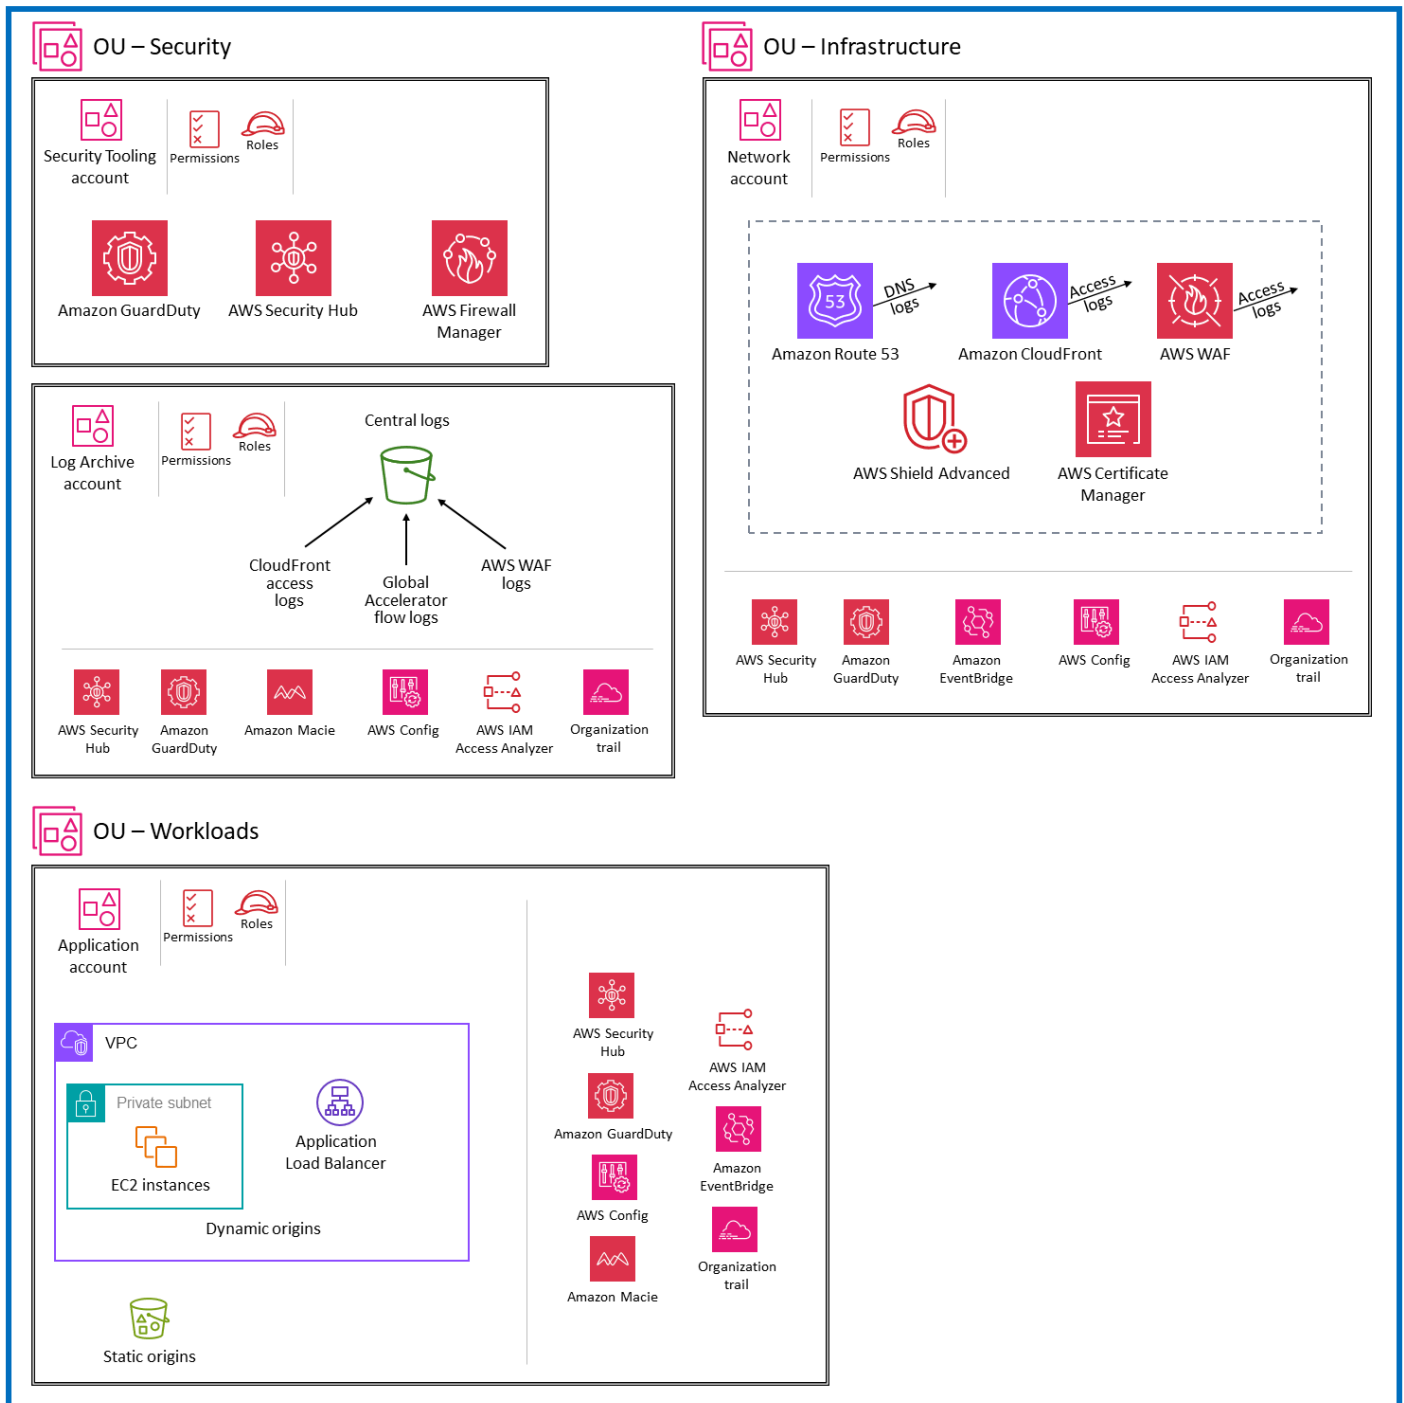 OU – Security
Security Tooling
account
Permissions
Roles
Amazon GuardDuty
AWS Security Hub
AWS Firewall
Manager
Log Archive
account
Permissions
Roles
Central logs
CloudFront
access
logs
Global
Accelerator
flow logs
AWS WAF
logs
AWS Security
Hub
Amazon
GuardDuty
Amazon Macie
AWS Config
AWS IAM
Access Analyzer
Organization
trail
OU – Infrastructure
Network
account
Permissions
Roles
53
DNS
logs
Access
logs
Access
logs
Amazon Route 53
Amazon CloudFront
AWS WAF
AWS Shield Advanced
AWS Certificate
Manager
AWS Security
Hub
Amazon
GuardDuty
Amazon
EventBridge
AWS Config
AWS IAM
Access Analyzer
Organization
trail
OU – Workloads
Application
account
Permissions
Roles
VPC
Private subnet
EC2 instances
Application
Load Balancer
Dynamic origins
Static origins
AWS Security
Hub
Amazon GuardDuty
AWS Config
Amazon Macie
AWS IAM
Access Analyzer
Amazon
EventBridge
Organization
trail